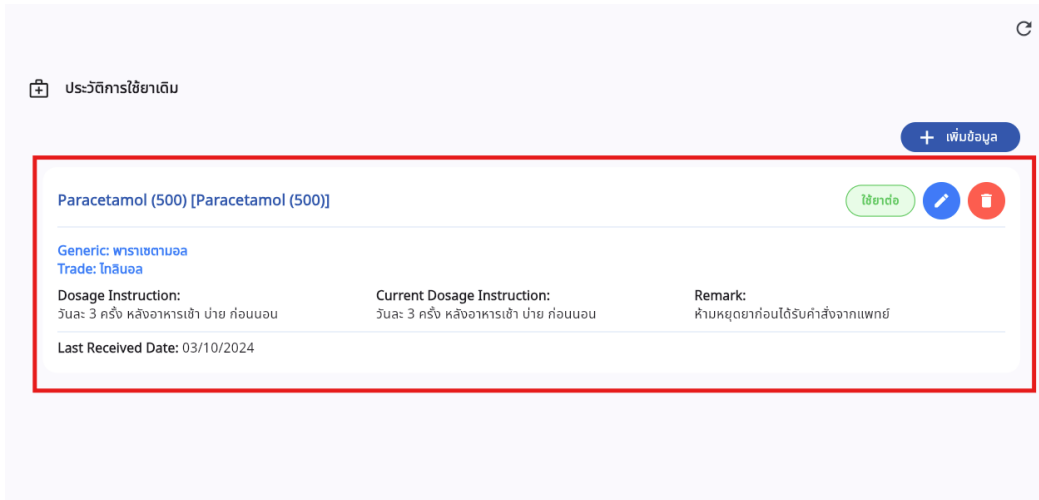 ประวัติการใช้ยาเดิม
เพิ่มข้อมูล
Paracetamol (500) [Paracetamol (500)]
ใช้ยาต่อ
Generic: พาราเซตามอล
Trade: ไทลินอล
Dosage Instruction:
วันละ 3 ครั้ง หลังอาหารเช้า บ่าย ก่อนนอน
Current Dosage Instruction:
วันละ 3 ครั้ง หลังอาหารเช้า บ่าย ก่อนนอน
Remark:
ห้ามหยุดยาก่อนได้รับคำสั่งจากแพทย์
Last Received Date: 03/10/2024